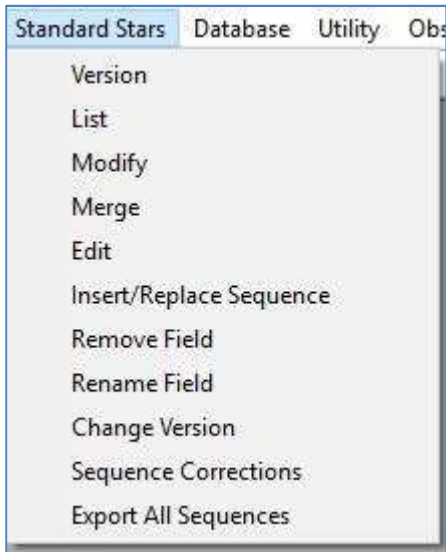 Standard Stars Database Utility Obs
Version
List
Modify
Merge
Edit
Insert/Replace Sequence
Remove Field
Rename Field
Change Version
Sequence Corrections
Export All Sequences